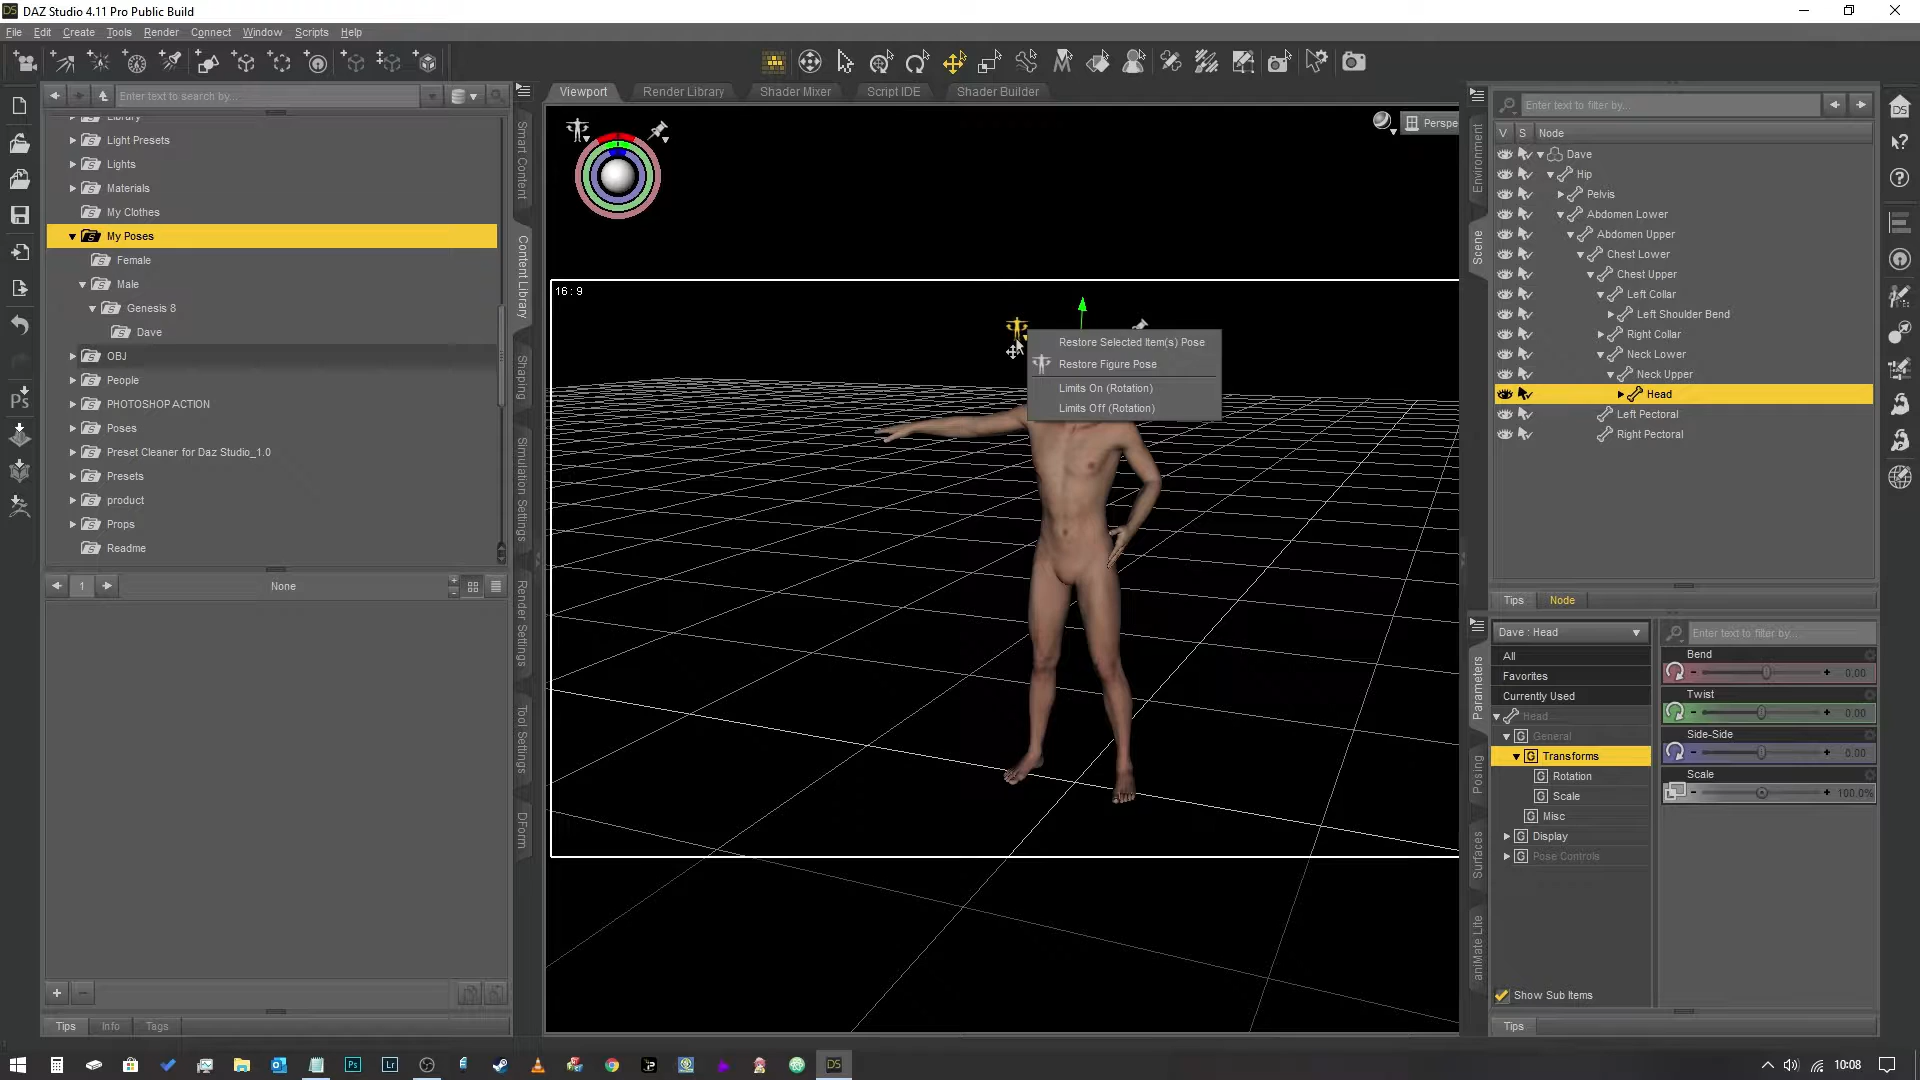 DAZ Studio 4.11 Pro Public Build
File Edit Create Tools Render Connect Window Scripts Help
Enter text to search by...
Library
Light Presets
Lights
Materials
My Clothes
My Poses
Female
Male
Genesis 8
Dave
OBJ
People
PHOTOSHOP ACTION
Poses
Preset Cleaner for Daz Studio_1.0
Presets
product
Props
Readme
1
None
Tips Info Tags
Smart Content
Content Library
Shaping
Simulation Settings
Render Settings
Tool Settings
DForm
Viewport Render Library Shader Mixer Script IDE Shader Builder
Perspe
16 : 9
Restore Selected Item(s) Pose
Restore Figure Pose
Limits On (Rotation)
Limits Off (Rotation)
Environment
Scene
Enter text to filter by...
V S Node
Dave
Hip
Pelvis
Abdomen Lower
Abdomen Upper
Chest Lower
Chest Upper
Left Collar
Left Shoulder Bend
Right Collar
Neck Lower
Neck Upper
Head
Left Pectoral
Right Pectoral
Tips Node
Parameters
Posing
Surfaces
aniMate Lite
Dave : Head
All
Favorites
Currently Used
Head
General
Transforms
Rotation
Scale
Misc
Display
Pose Controls
Show Sub Items
Enter text to filter by...
Bend
0.00
Twist
0.00
Side-Side
0.00
Scale
100.0%
Tips
Ps
Ps
Lr
DS
10:08